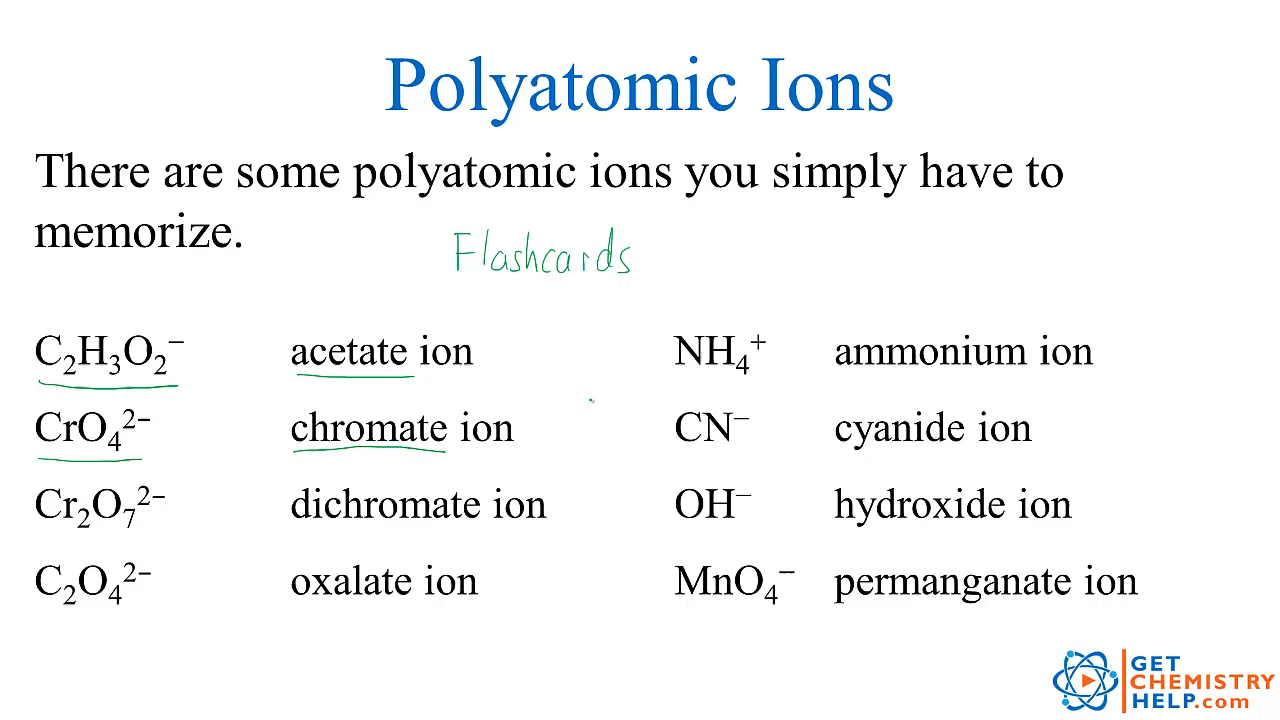 Polyatomic Ions
There are some polyatomic ions you simply have to
memorize.
Flashcards
C₂H₃O₂⁻ acetate ion NH₄⁺ ammonium ion
CrO₄²⁻ chromate ion CN⁻ cyanide ion
Cr₂O₇²⁻ dichromate ion OH⁻ hydroxide ion
C₂O₄²⁻ oxalate ion MnO₄⁻ permanganate ion
GET
CHEMISTRY
HELP.com